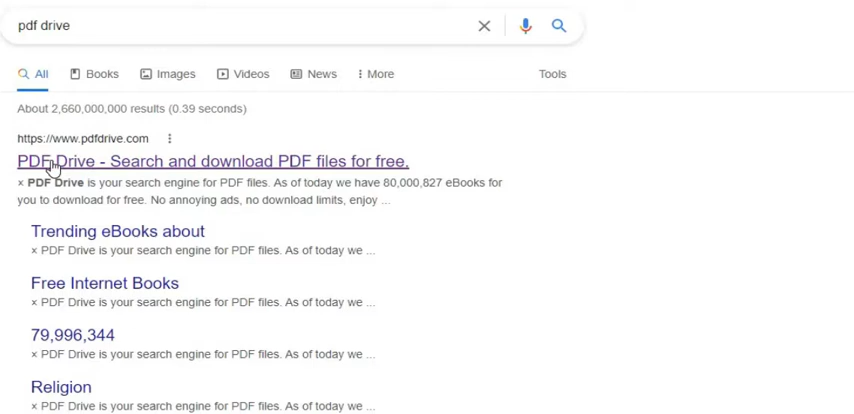 pdf drive
All Books Images Videos News More Tools
About 2,660,000,000 results (0.39 seconds)
https://www.pdfdrive.com
PDF Drive - Search and download PDF files for free.
× PDF Drive is your search engine for PDF files. As of today we have 80,000,827 eBooks for
you to download for free. No annoying ads, no download limits, enjoy ...
Trending eBooks about
× PDF Drive is your search engine for PDF files. As of today we ...
Free Internet Books
× PDF Drive is your search engine for PDF files. As of today we ...
79,996,344
× PDF Drive is your search engine for PDF files. As of today we ...
Religion
× PDF Drive is your search engine for PDF files. As of today we ...